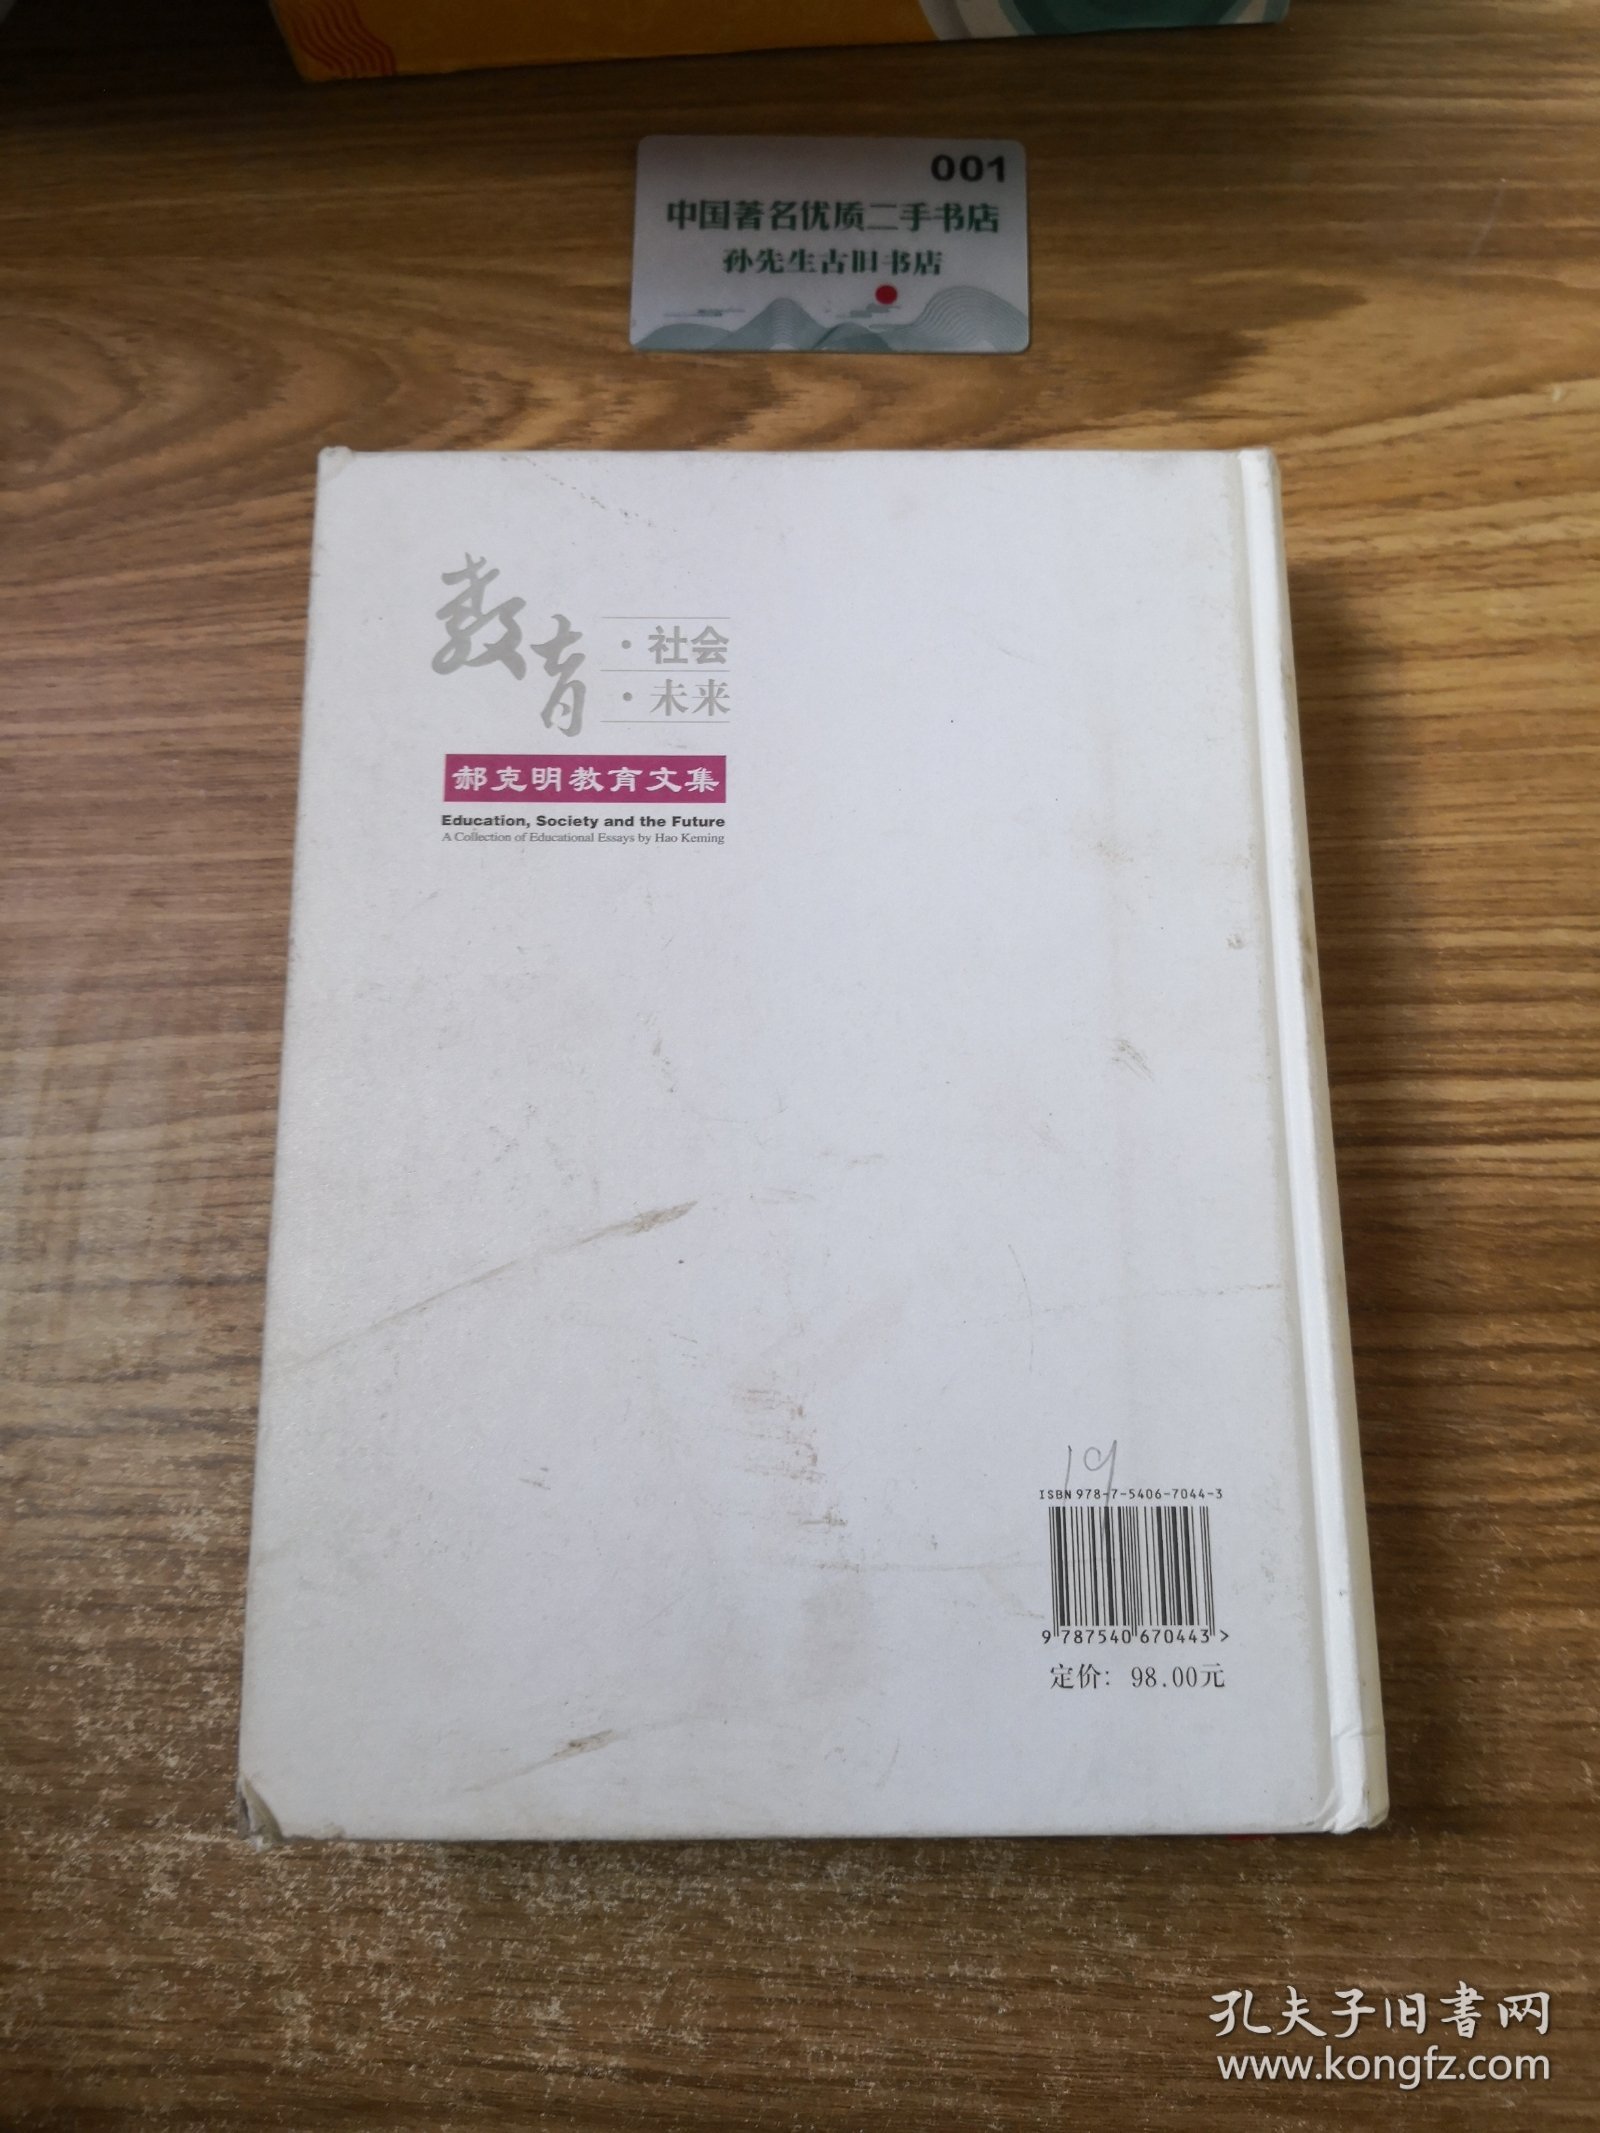 001
中国著名优质二手书店
孙先生古旧书店
教育
·社会
·未来
郝克明教育文集
Education, Society and the Future
A Collection of Educational Essays by Hao Keming
19
ISBN 978-7-5406-7044-3
9 787540 670443 >
定价：98.00元
孔夫子旧书网
www.kongfz.com